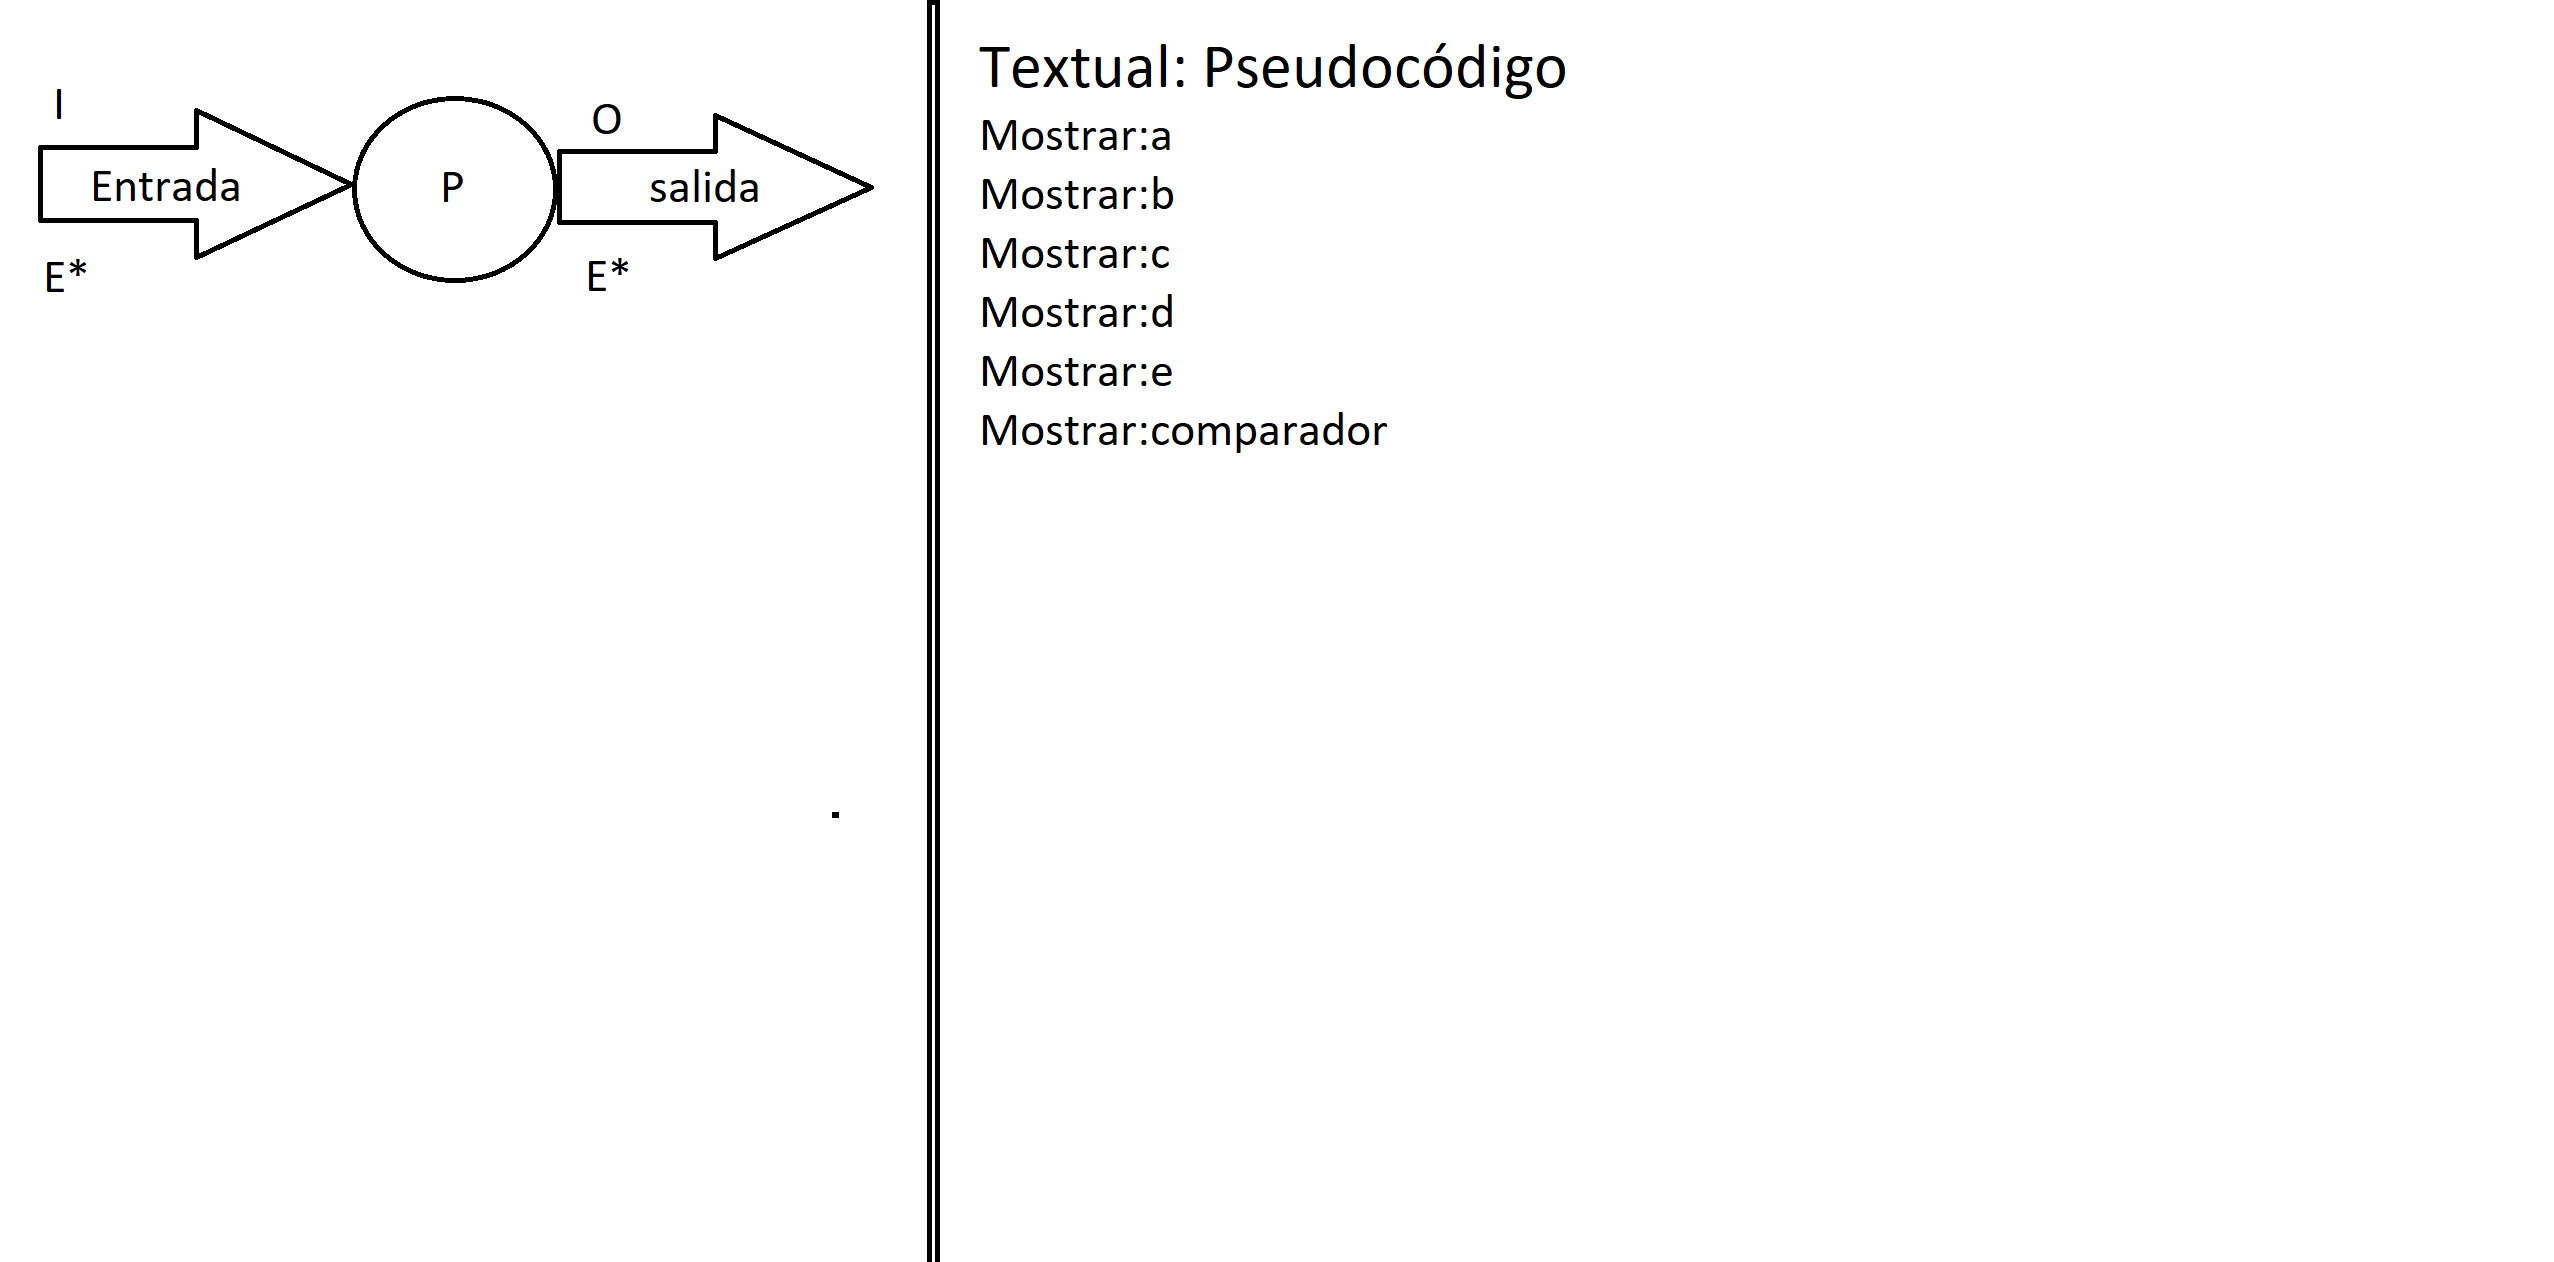 I
Entrada
E*
P
O
salida
E*
Textual: Pseudocódigo
Mostrar:a
Mostrar:b
Mostrar:c
Mostrar:d
Mostrar:e
Mostrar:comparador